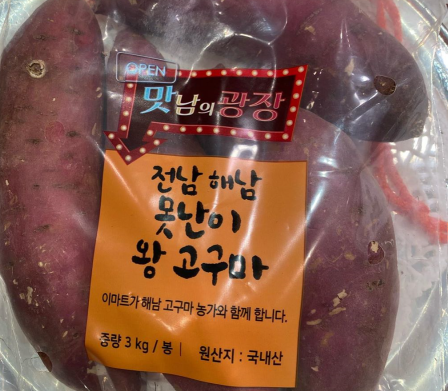 OPEN
맛남의광장
전남 해남
못난이
왕 고구마
이마트가 해남 고구마 농가와 함께 합니다.
중량 3 kg / 봉 | 원산지 : 국내산